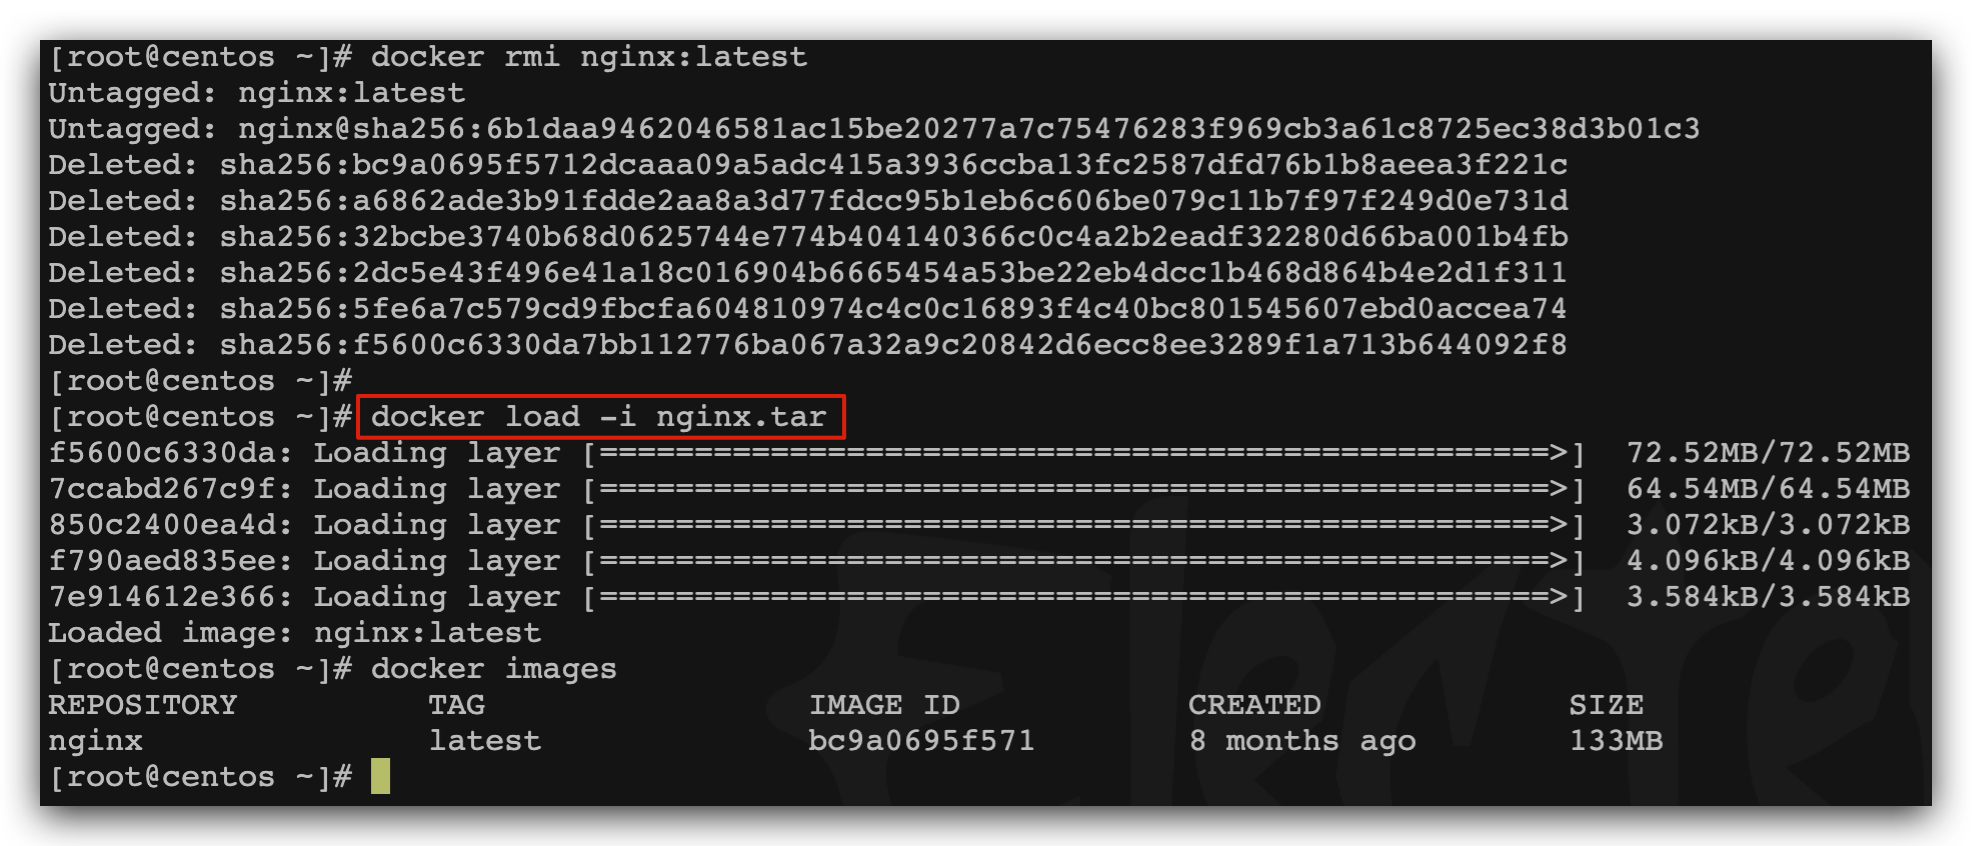 [root@centos ~]# docker rmi nginx:latest
Untagged: nginx:latest
Untagged: nginx@sha256:6b1daa9462046581ac15be20277a7c75476283f969cb3a61c8725ec38d3b01c3
Deleted: sha256:bc9a0695f5712dcaaa09a5adc415a3936ccba13fc2587dfd76b1b8aeea3f221c
Deleted: sha256:a6862ade3b91fdde2aa8a3d77fdcc95b1eb6c606be079c11b7f97f249d0e731d
Deleted: sha256:32bcbe3740b68d0625744e774b404140366c0c4a2b2eadf32280d66ba001b4fb
Deleted: sha256:2dc5e43f496e41a18c016904b6665454a53be22eb4dcc1b468d864b4e2d1f311
Deleted: sha256:5fe6a7c579cd9fbcfa604810974c4c0c16893f4c40bc801545607ebd0accea74
Deleted: sha256:f5600c6330da7bb112776ba067a32a9c20842d6ecc8ee3289f1a713b644092f8
[root@centos ~]#
[root@centos ~]# docker load -i nginx.tar
f5600c6330da: Loading layer [==================================================>]  72.52MB/72.52MB
7ccabd267c9f: Loading layer [==================================================>]  64.54MB/64.54MB
850c2400ea4d: Loading layer [==================================================>]  3.072kB/3.072kB
f790aed835ee: Loading layer [==================================================>]  4.096kB/4.096kB
7e914612e366: Loading layer [==================================================>]  3.584kB/3.584kB
Loaded image: nginx:latest
[root@centos ~]# docker images
REPOSITORY          TAG                 IMAGE ID            CREATED             SIZE
nginx               latest              bc9a0695f571        8 months ago        133MB
[root@centos ~]#